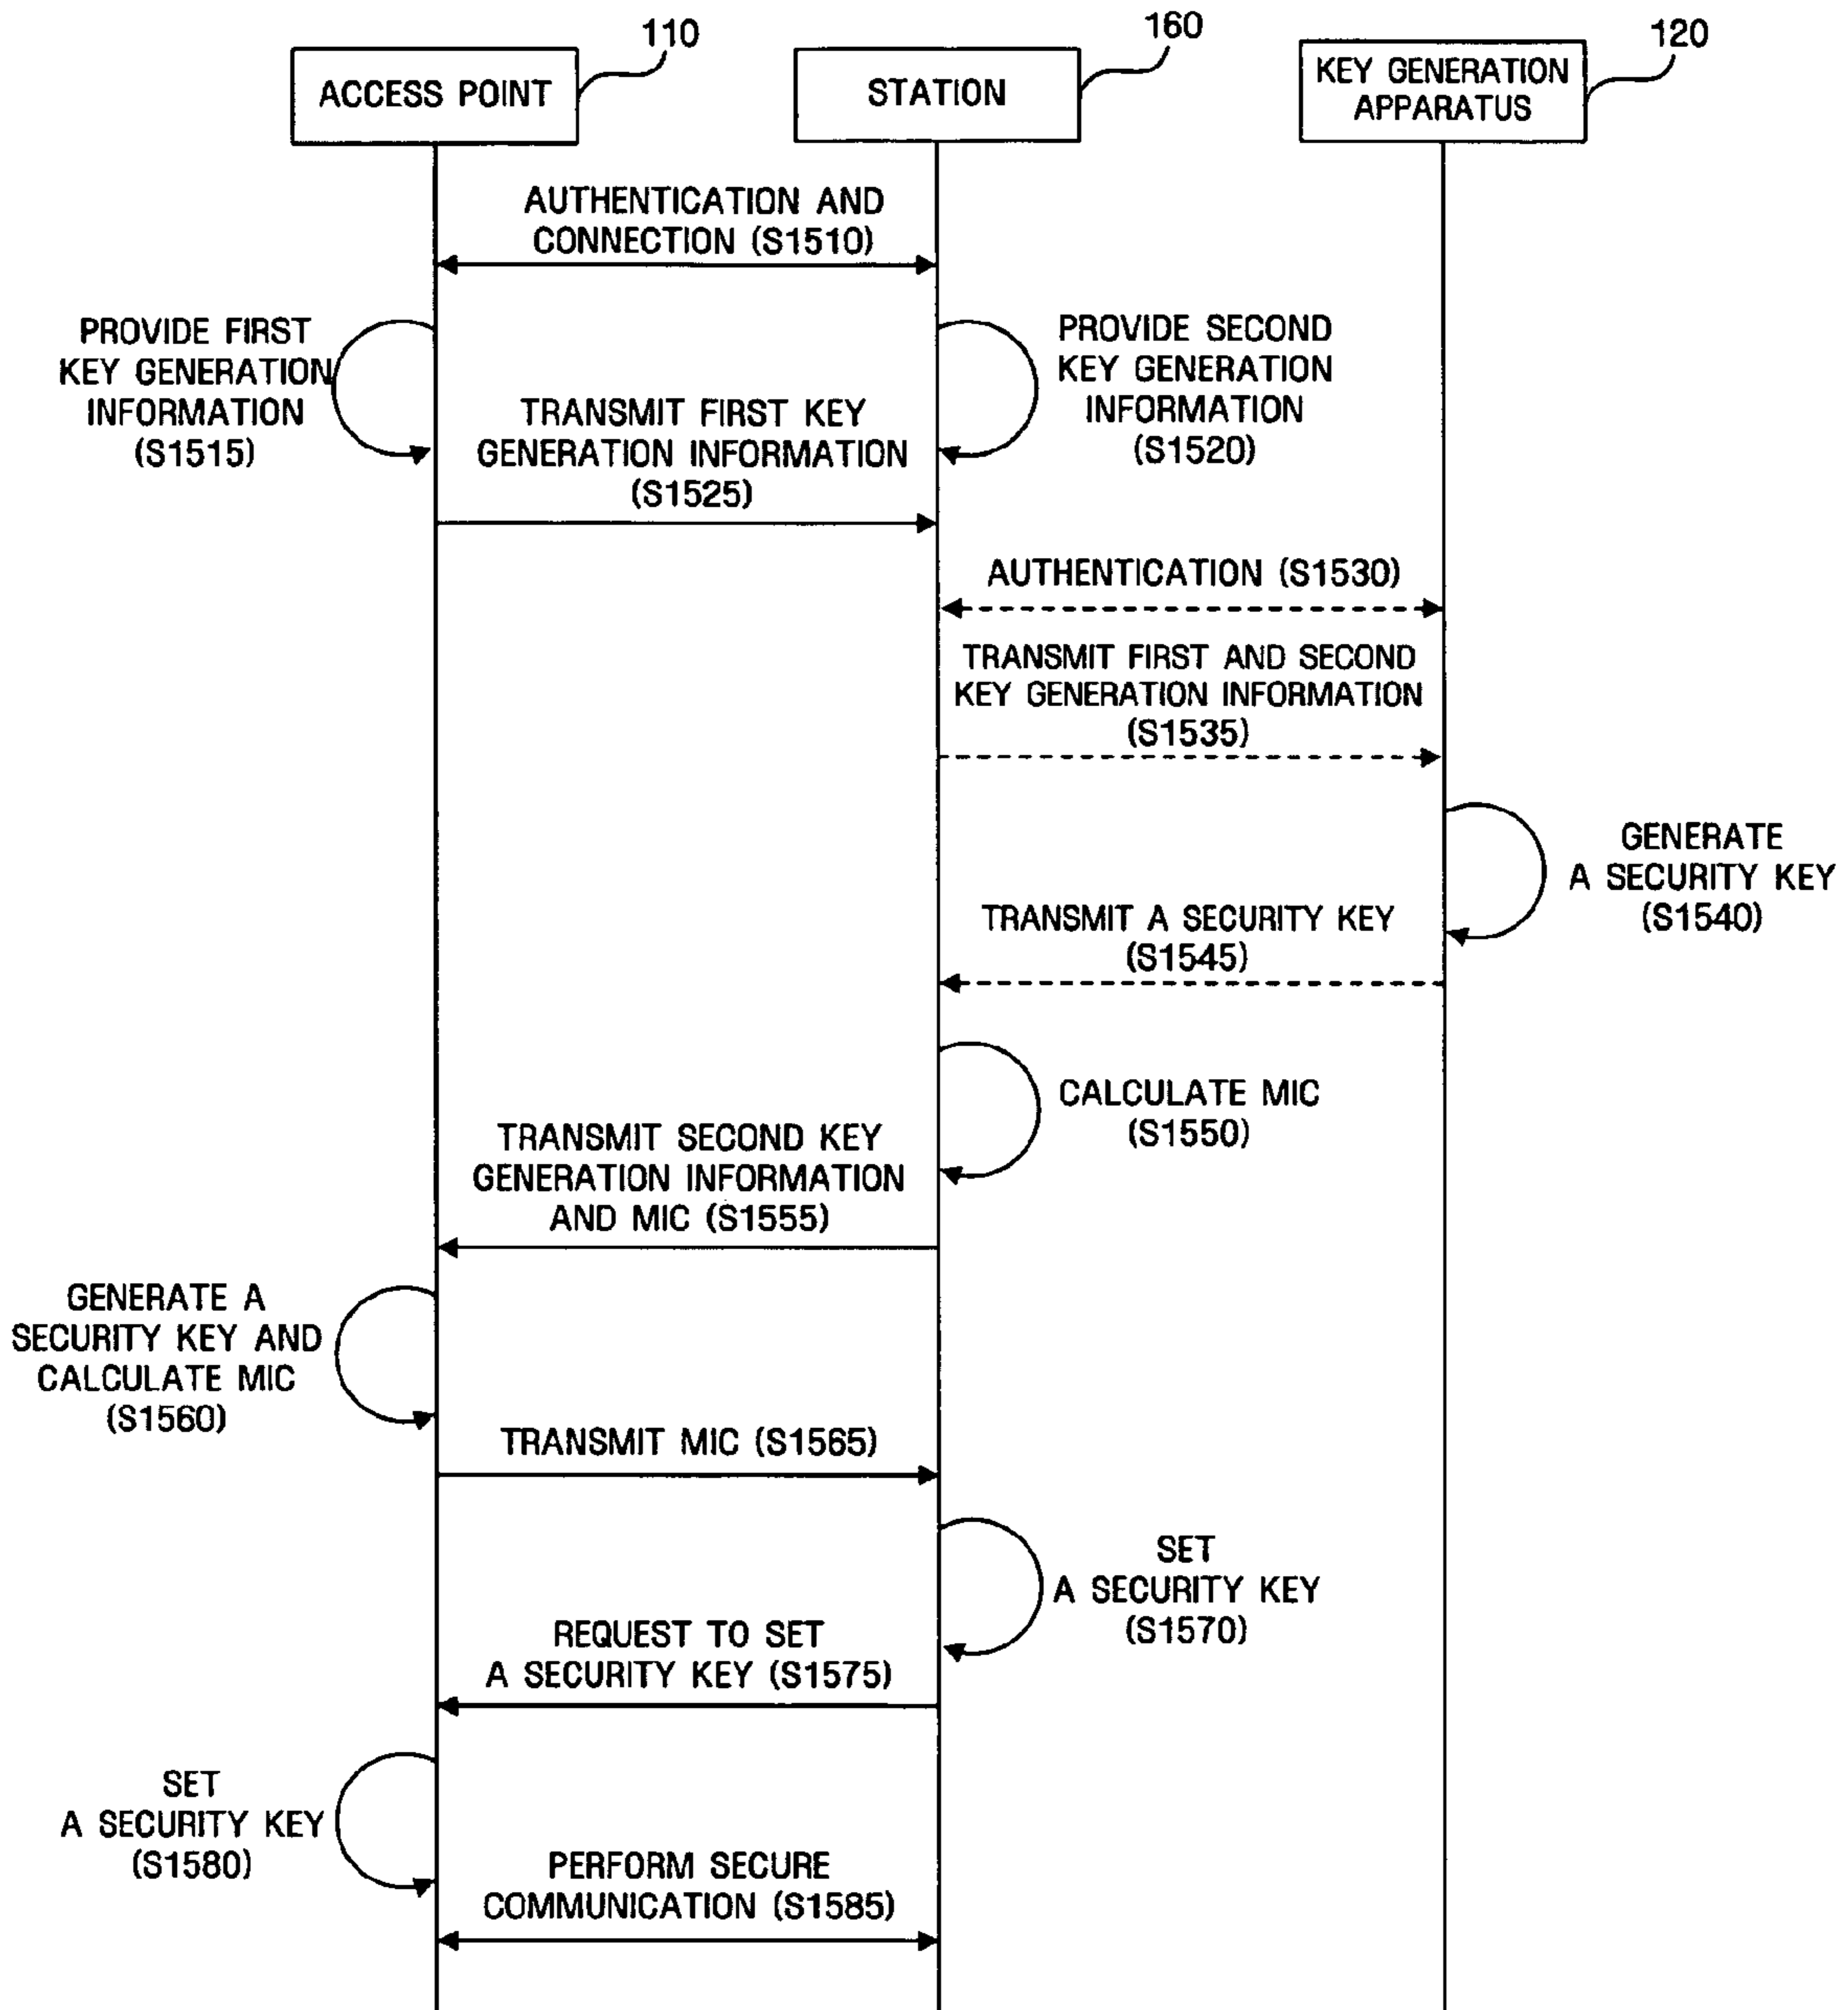 110
160
120
ACCESS POINT
STATION
KEY GENERATION
APPARATUS
AUTHENTICATION AND
CONNECTION (S1510)
PROVIDE FIRST
KEY GENERATION
INFORMATION
(S1515)
PROVIDE SECOND
KEY GENERATION
INFORMATION
(S1520)
TRANSMIT FIRST KEY
GENERATION INFORMATION
(S1525)
AUTHENTICATION (S1530)
TRANSMIT FIRST AND SECOND
KEY GENERATION INFORMATION
(S1535)
GENERATE
A SECURITY KEY
(S1540)
TRANSMIT A SECURITY KEY
(S1545)
CALCULATE MIC
(S1550)
TRANSMIT SECOND KEY
GENERATION INFORMATION
AND MIC (S1555)
GENERATE A
SECURITY KEY AND
CALCULATE MIC
(S1560)
TRANSMIT MIC (S1565)
SET
A SECURITY KEY
(S1570)
REQUEST TO SET
A SECURITY KEY (S1575)
SET
A SECURITY KEY
(S1580)
PERFORM SECURE
COMMUNICATION (S1585)